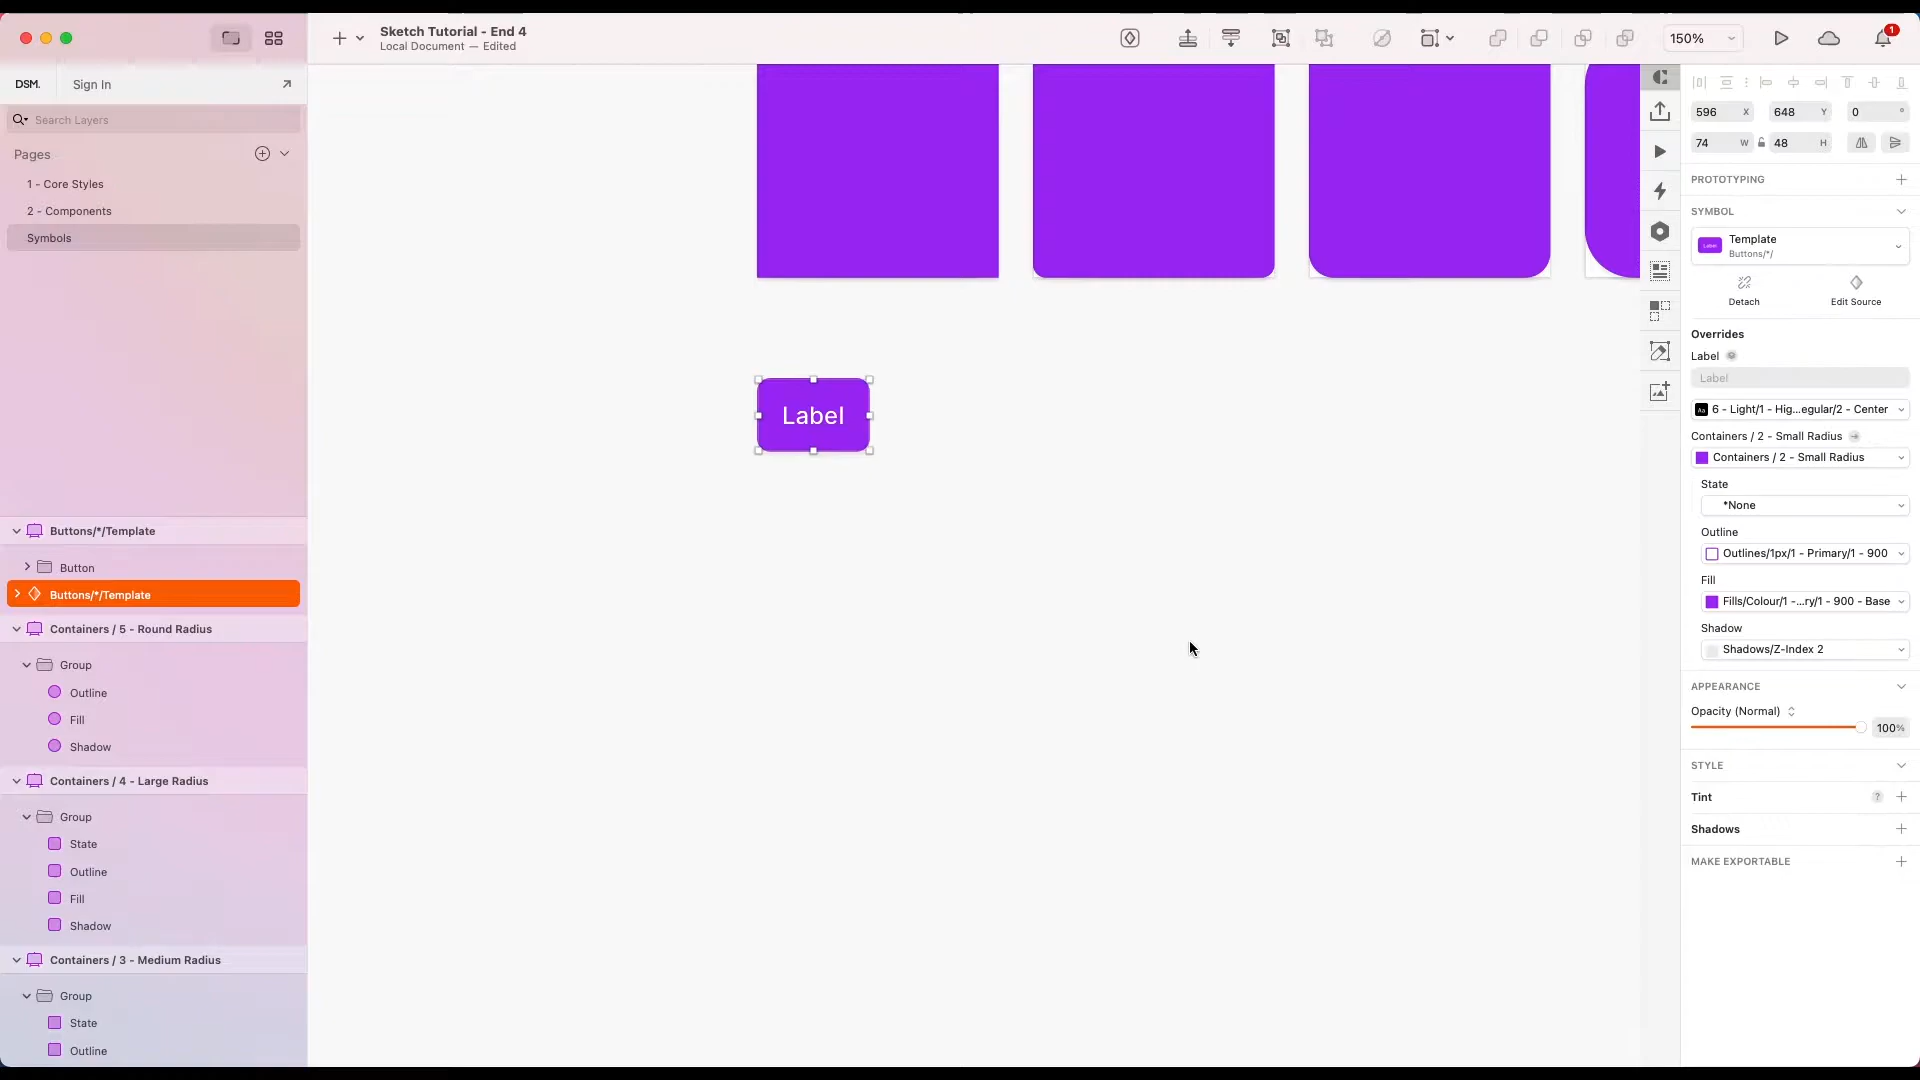 Sketch Tutorial - End 4
Local Document — Edited
150%
1
DSM.
Sign In
Search Layers
Pages
1 - Core Styles
2 - Components
Symbols
Buttons/*/Template
Button
Buttons/*/Template
Containers / 5 - Round Radius
Group
Outline
Fill
Shadow
Containers / 4 - Large Radius
Group
State
Outline
Fill
Shadow
Containers / 3 - Medium Radius
Group
State
Outline
Label
596 X 648 Y 0 °
74 W 48 H
PROTOTYPING
SYMBOL
Label
Template
Buttons/*/
Detach
Edit Source
Overrides
Label
Label
Aa 6 - Light/1 - Hig...egular/2 - Center
Containers / 2 - Small Radius
Containers / 2 - Small Radius
State
*None
Outline
Outlines/1px/1 - Primary/1 - 900
Fill
Fills/Colour/1 -...ry/1 - 900 - Base
Shadow
Shadows/Z-Index 2
APPEARANCE
Opacity (Normal)
100%
STYLE
Tint ?
Shadows
MAKE EXPORTABLE